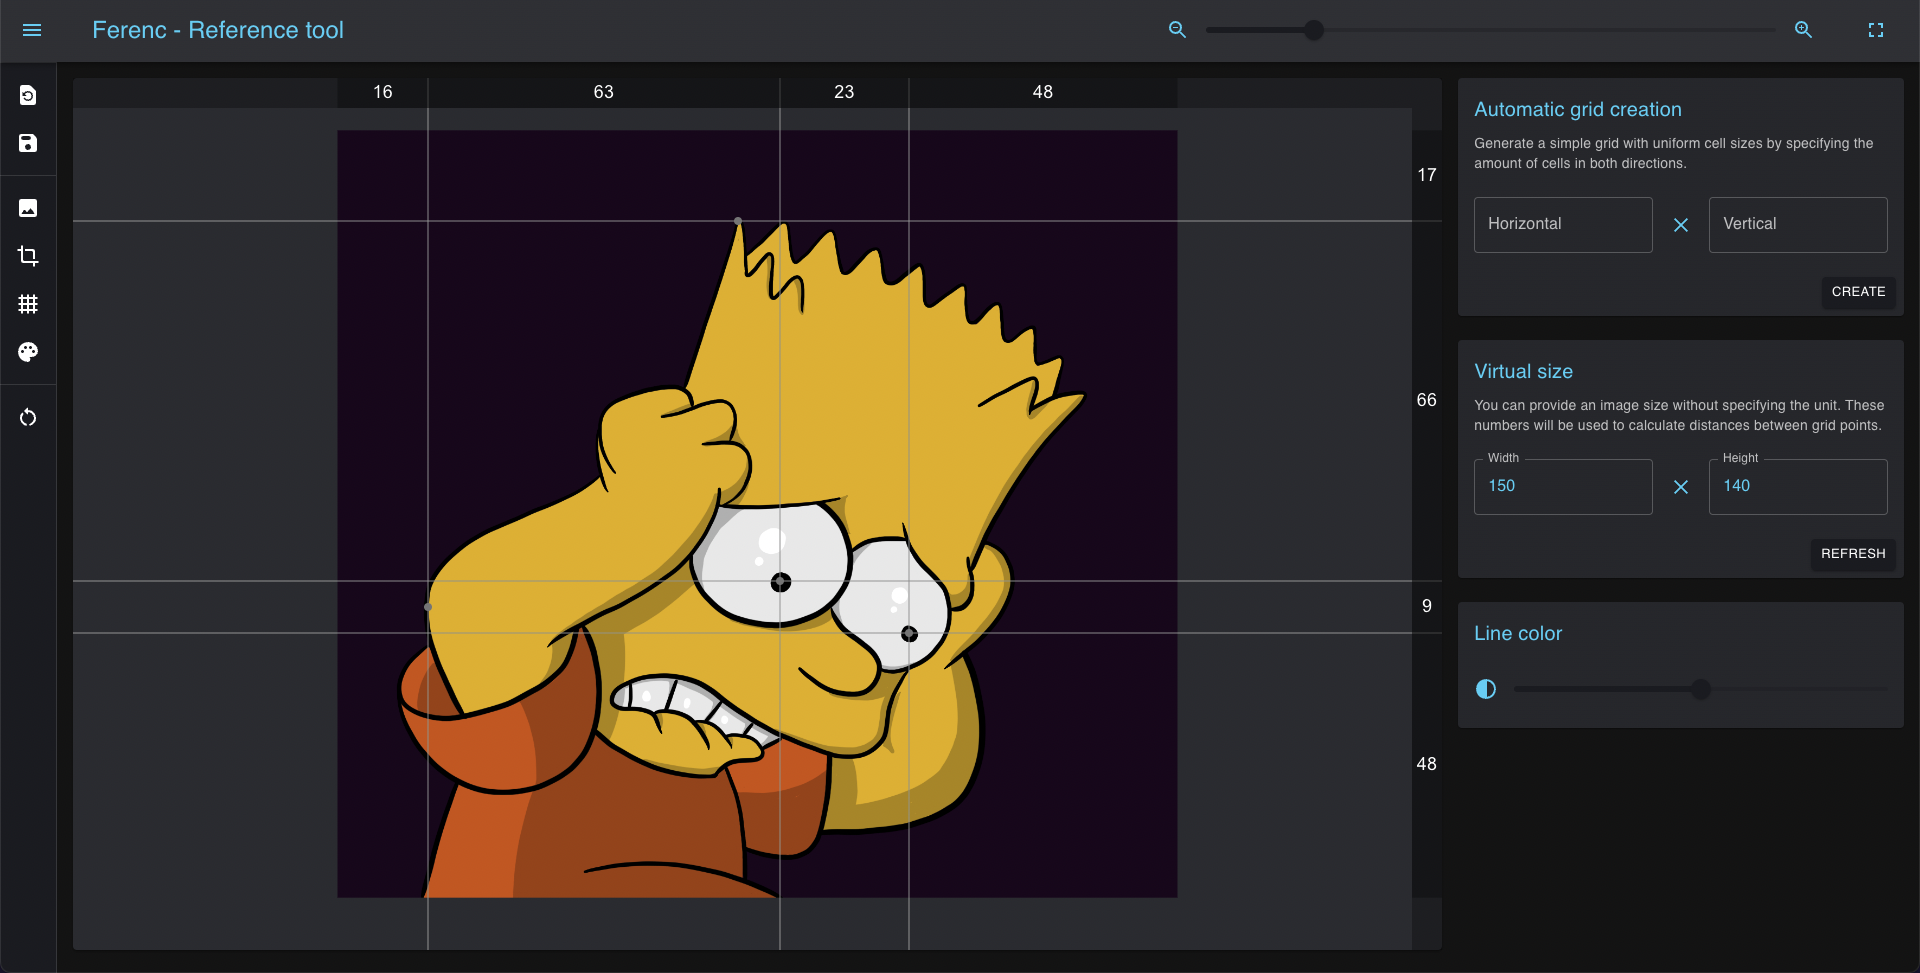 Ferenc - Reference tool
16 63 23 48
17
66
9
48
Automatic grid creation
Generate a simple grid with uniform cell sizes by specifying the
amount of cells in both directions.
Horizontal
Vertical
CREATE
Virtual size
You can provide an image size without specifying the unit. These
numbers will be used to calculate distances between grid points.
Width
150
Height
140
REFRESH
Line color